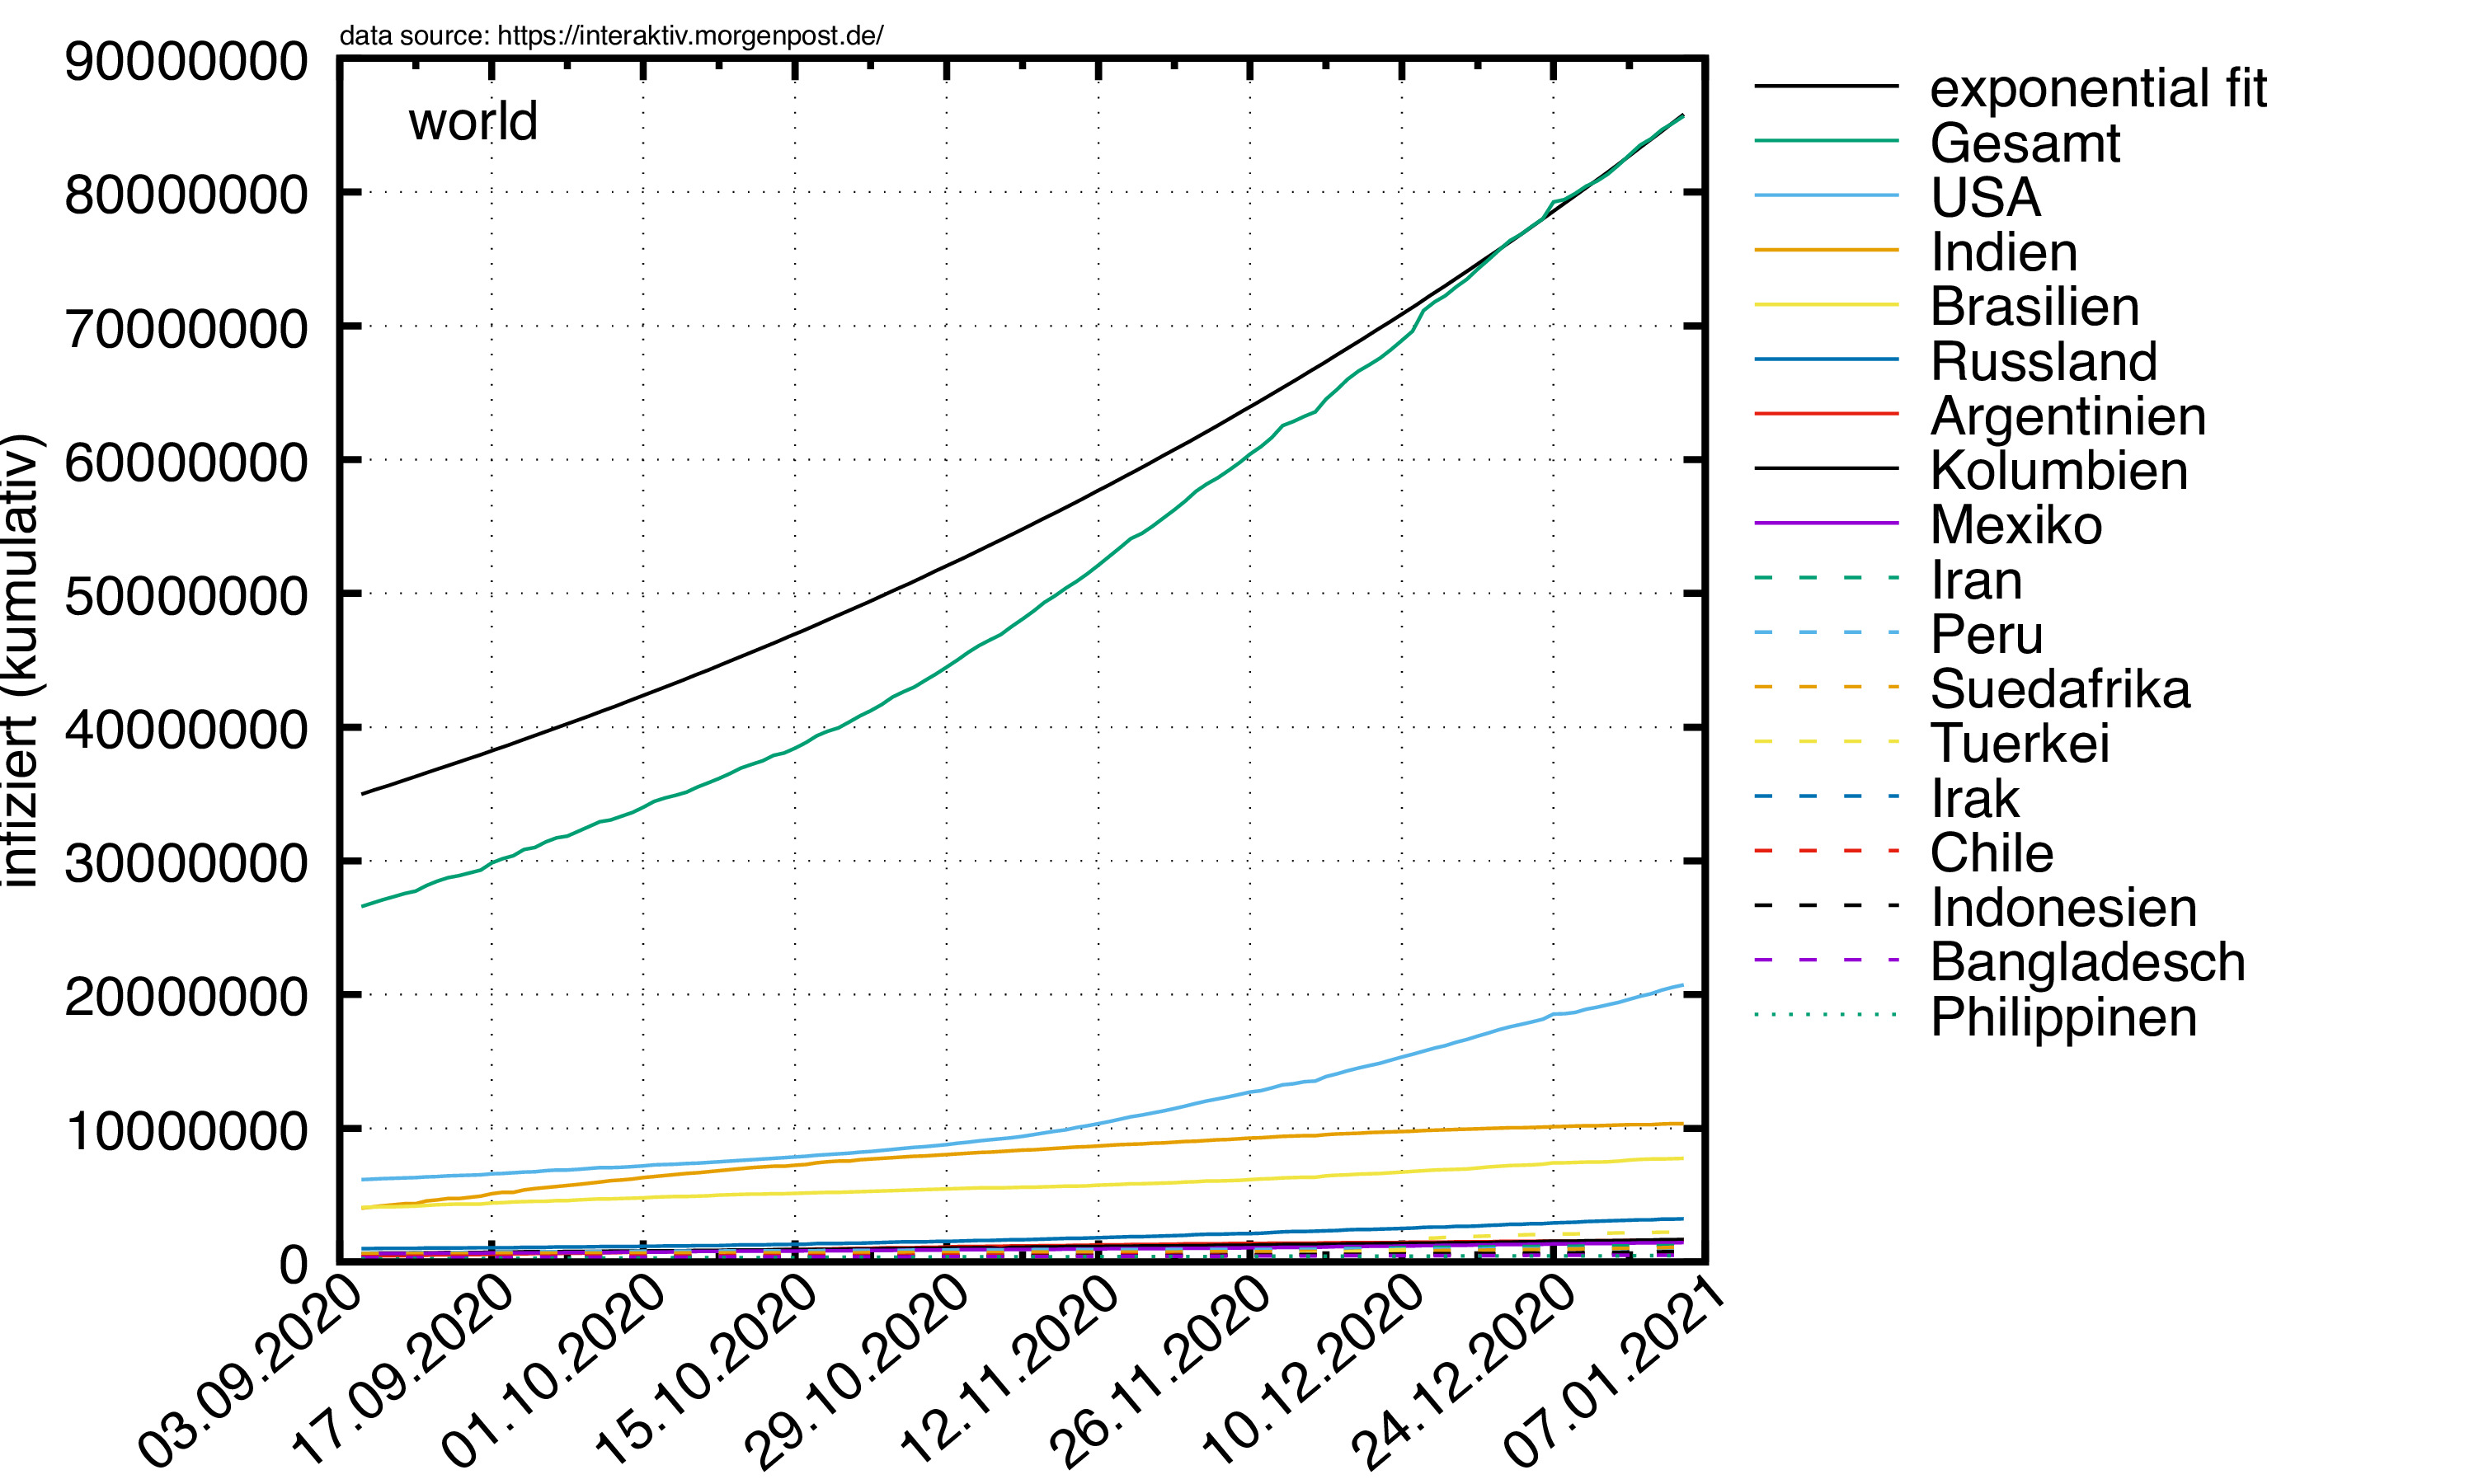 data source: https://interaktiv.morgenpost.de/
world
infiziert (kumulativ)
90000000
80000000
70000000
60000000
50000000
40000000
30000000
20000000
10000000
0
03.09.2020
17.09.2020
01.10.2020
15.10.2020
29.10.2020
12.11.2020
26.11.2020
10.12.2020
24.12.2020
07.01.2021
exponential fit
Gesamt
USA
Indien
Brasilien
Russland
Argentinien
Kolumbien
Mexiko
Iran
Peru
Suedafrika
Tuerkei
Irak
Chile
Indonesien
Bangladesch
Philippinen